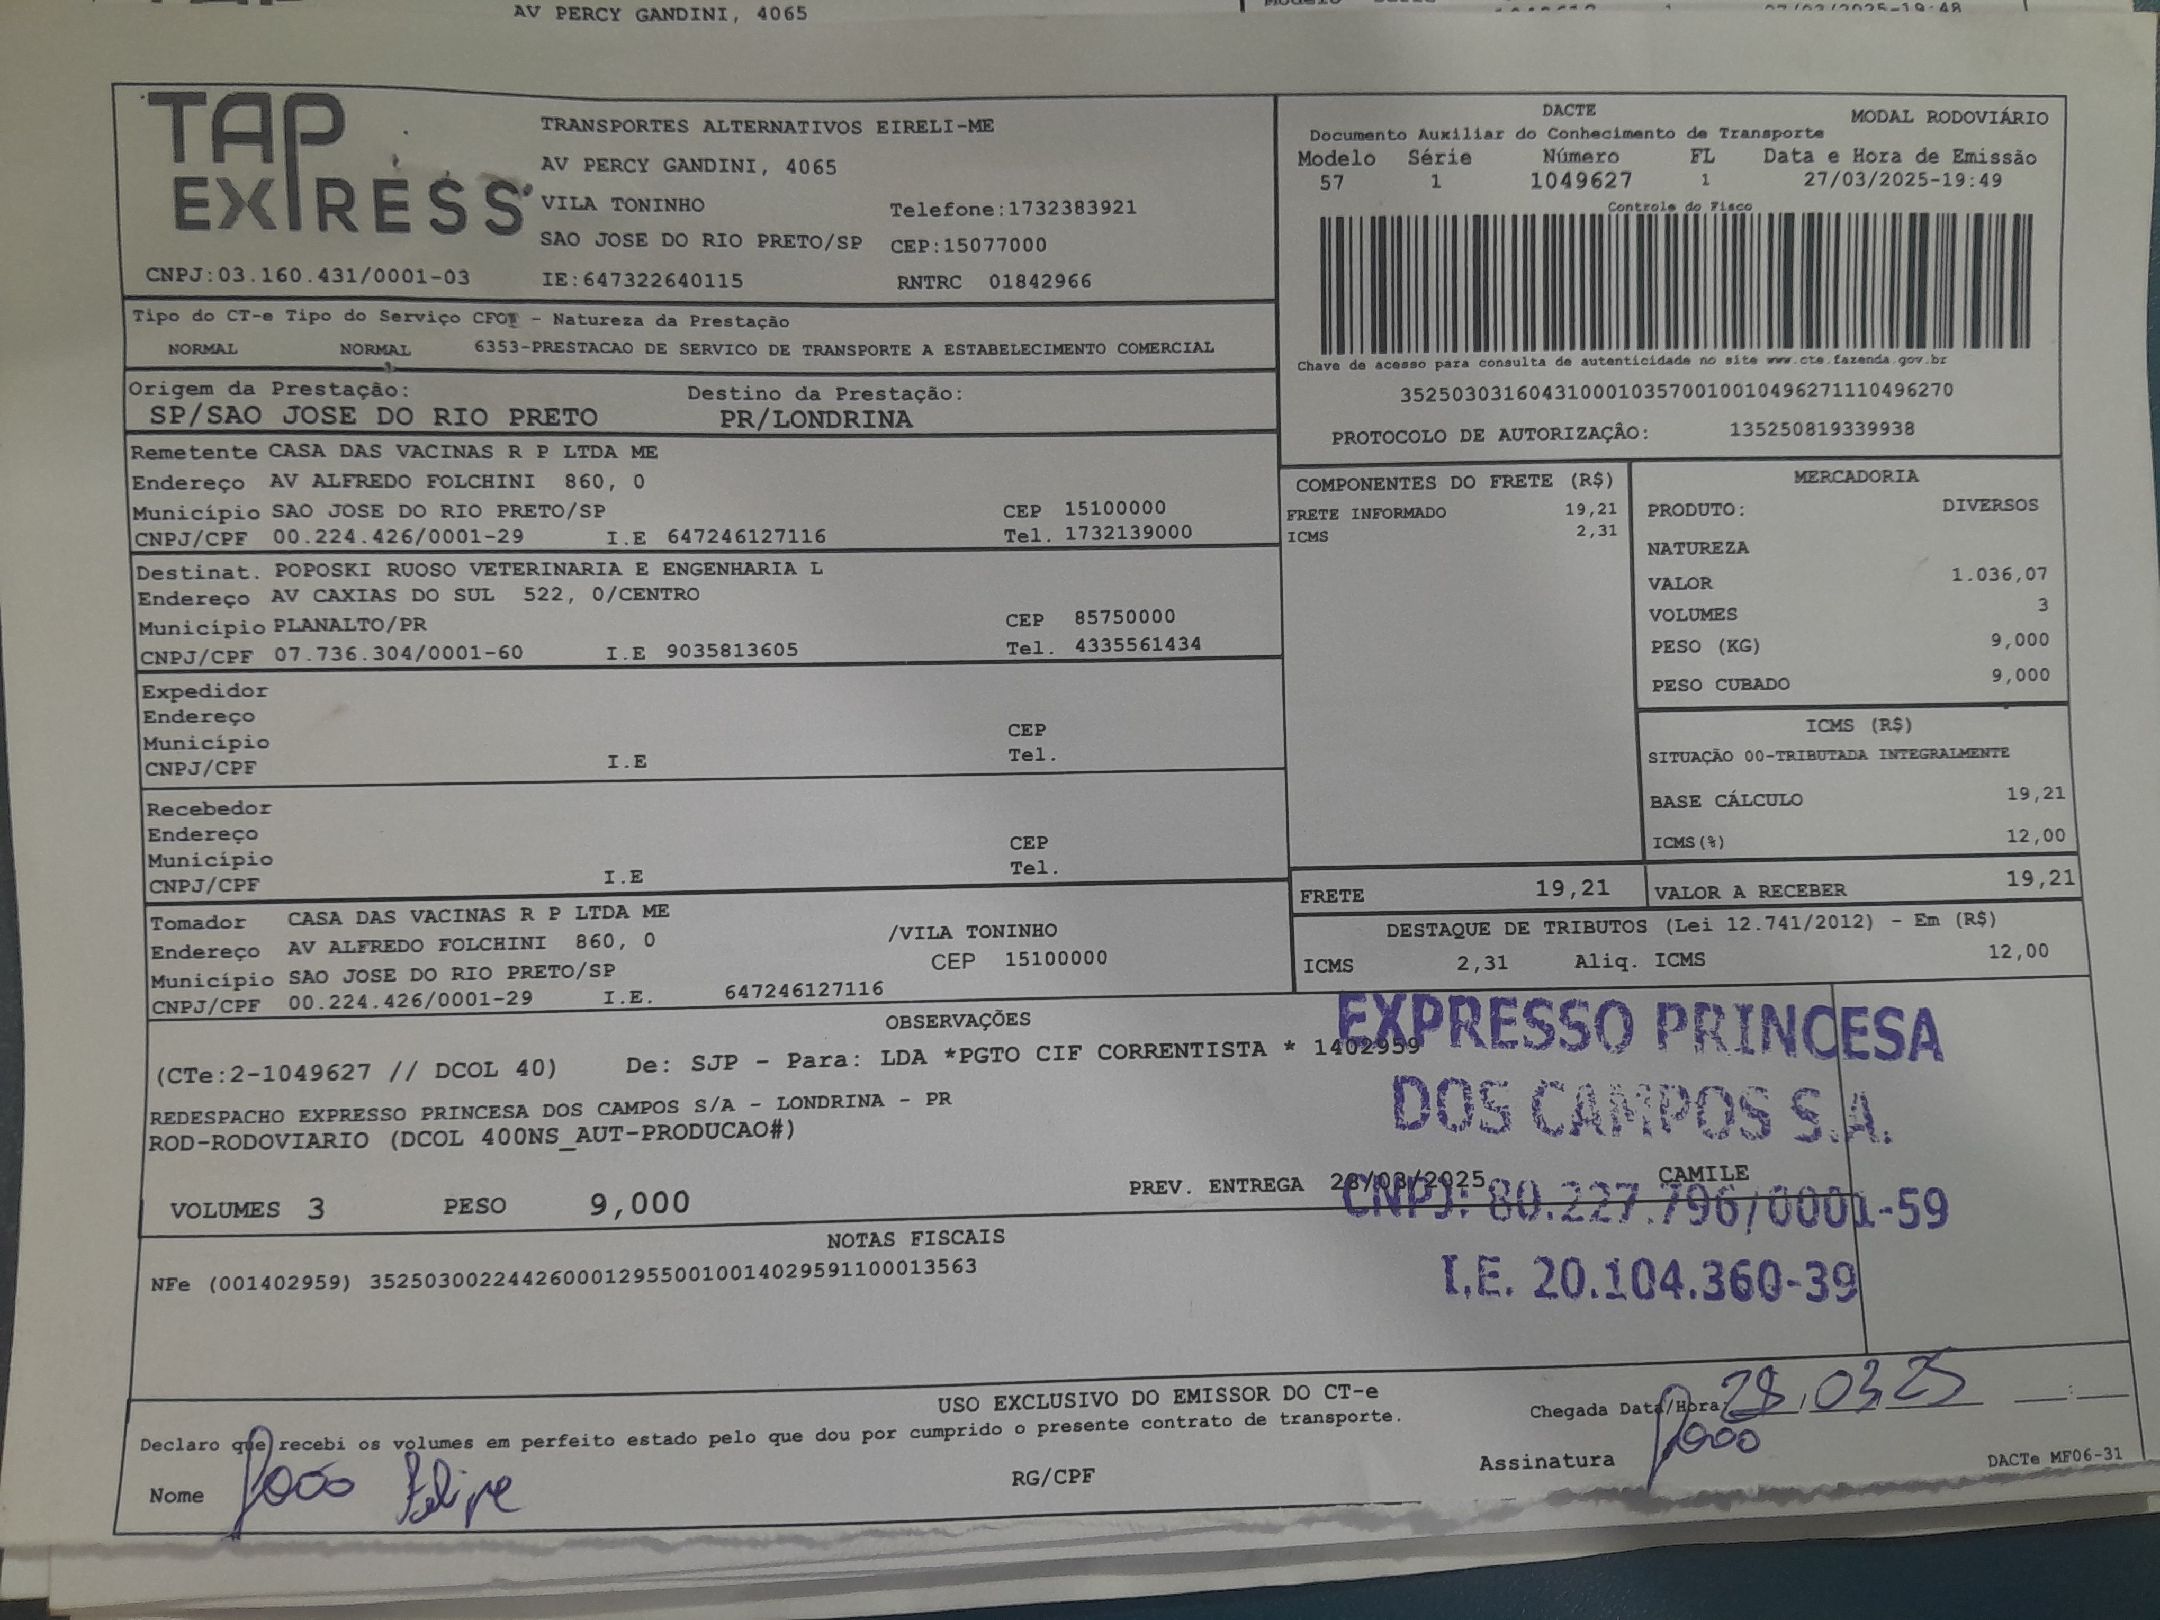 AV PERCY GANDINI, 4065
TAP EXPRESS
TRANSPORTES ALTERNATIVOS EIRELI-ME
AV PERCY GANDINI, 4065
VILA TONINHO Telefone:1732383921
SAO JOSE DO RIO PRETO/SP CEP:15077000
CNPJ:03.160.431/0001-03 IE:647322640115 RNTRC 01842966
DACTE MODAL RODOVIÁRIO
Documento Auxiliar do Conhecimento de Transporte
Modelo Série Número FL Data e Hora de Emissão
57 1 1049627 1 27/03/2025-19:49
Controle do Fisco
Chave de acesso para consulta de autenticidade no site www.cte.fazenda.gov.br
35250303160431000103570010010496271110496270
PROTOCOLO DE AUTORIZAÇÃO: 135250819339938
Tipo do CT-e Tipo do Serviço CFOP - Natureza da Prestação
NORMAL NORMAL 6353-PRESTACAO DE SERVICO DE TRANSPORTE A ESTABELECIMENTO COMERCIAL
Origem da Prestação: Destino da Prestação:
SP/SAO JOSE DO RIO PRETO PR/LONDRINA
Remetente CASA DAS VACINAS R P LTDA ME
Endereço AV ALFREDO FOLCHINI 860, 0
Município SAO JOSE DO RIO PRETO/SP CEP 15100000
CNPJ/CPF 00.224.426/0001-29 I.E 647246127116 Tel. 1732139000
Destinat. POPOSKI RUOSO VETERINARIA E ENGENHARIA L
Endereço AV CAXIAS DO SUL 522, 0/CENTRO
Município PLANALTO/PR CEP 85750000
CNPJ/CPF 07.736.304/0001-60 I.E 9035813605 Tel. 4335561434
Expedidor
Endereço
Município CEP
CNPJ/CPF I.E Tel.
Recebedor
Endereço
Município CEP
CNPJ/CPF I.E Tel.
Tomador CASA DAS VACINAS R P LTDA ME
Endereço AV ALFREDO FOLCHINI 860, 0 /VILA TONINHO
Município SAO JOSE DO RIO PRETO/SP CEP 15100000
CNPJ/CPF 00.224.426/0001-29 I.E. 647246127116
COMPONENTES DO FRETE (R$)
FRETE INFORMADO 19,21
ICMS 2,31
MERCADORIA
PRODUTO: DIVERSOS
NATUREZA
VALOR 1.036,07
VOLUMES 3
PESO (KG) 9,000
PESO CUBADO 9,000
ICMS (R$)
SITUAÇÃO 00-TRIBUTADA INTEGRALMENTE
BASE CÁLCULO 19,21
ICMS(%) 12,00
FRETE 19,21 VALOR A RECEBER 19,21
DESTAQUE DE TRIBUTOS (Lei 12.741/2012) - Em (R$)
ICMS 2,31 Aliq. ICMS 12,00
OBSERVAÇÕES
(CTe:2-1049627 // DCOL 40) De: SJP - Para: LDA *PGTO CIF CORRENTISTA * 1402959
REDESPACHO EXPRESSO PRINCESA DOS CAMPOS S/A - LONDRINA - PR
ROD-RODOVIARIO (DCOL 400NS_AUT-PRODUCAO#)
VOLUMES 3 PESO 9,000 PREV. ENTREGA 28/03/2025 CAMILE
EXPRESSO PRINCESA
DOS CAMPOS S.A.
CNPJ: 80.227.796/0001-59
I.E. 20.104.360-39
NOTAS FISCAIS
NFe (001402959) 35250300224426000129550010014029591100013563
USO EXCLUSIVO DO EMISSOR DO CT-e
Chegada Data/Hora: 28/03/25
Declaro que recebi os volumes em perfeito estado pelo que dou por cumprido o presente contrato de transporte.
Nome João Felipe RG/CPF Assinatura João
DACTe MF06-31